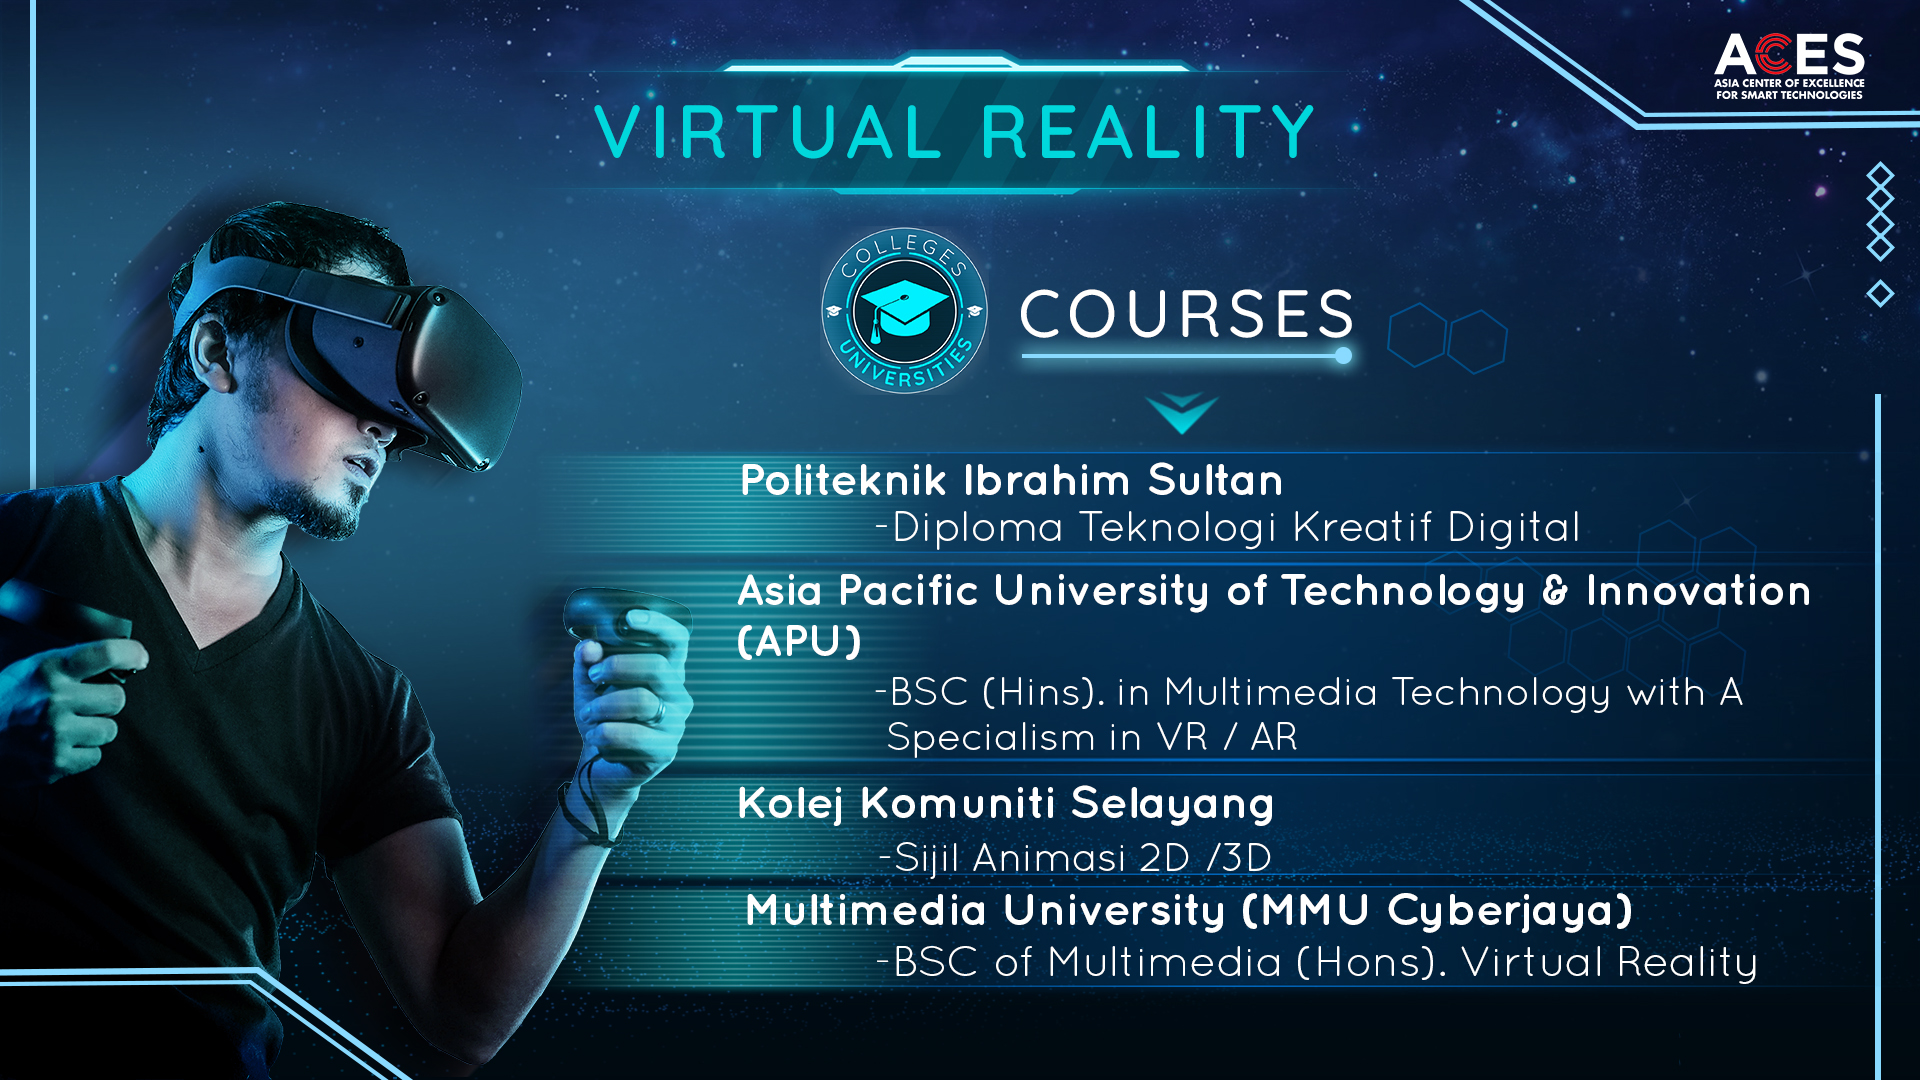 ACES
ASIA CENTER OF EXCELLENCE
FOR SMART TECHNOLOGIES
VIRTUAL REALITY
COLLEGES
UNIVERSITIES
COURSES
Politeknik Ibrahim Sultan
-Diploma Teknologi Kreatif Digital
Asia Pacific University of Technology & Innovation
(APU)
-BSC (Hins). in Multimedia Technology with A
Specialism in VR / AR
Kolej Komuniti Selayang
-Sijil Animasi 2D /3D
Multimedia University (MMU Cyberjaya)
-BSC of Multimedia (Hons). Virtual Reality